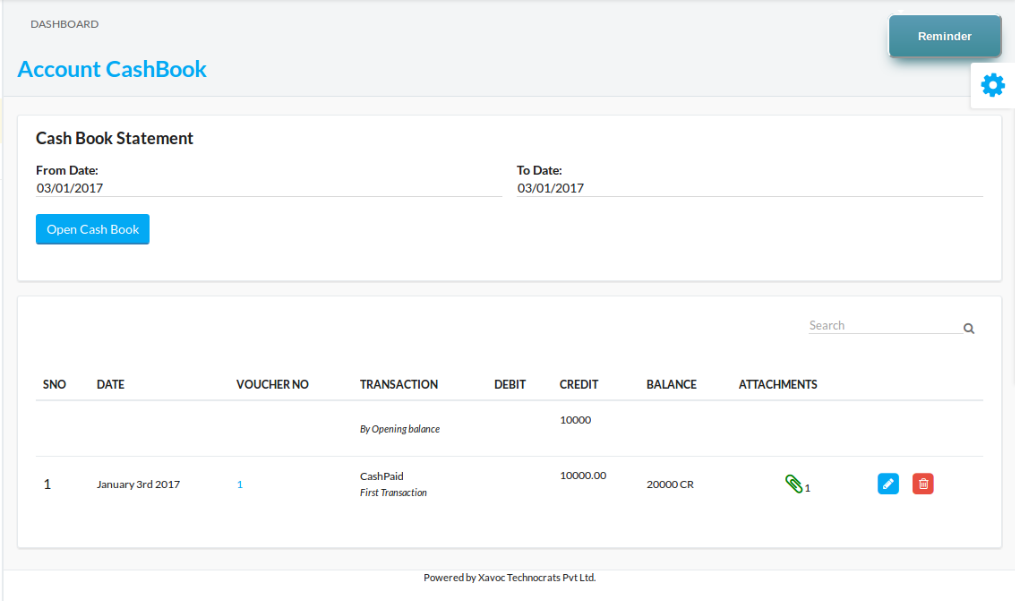 DASHBOARD
Reminder
Account CashBook
Cash Book Statement
From Date: To Date:
03/01/2017 03/01/2017
Open Cash Book
Search
SNO DATE VOUCHER NO TRANSACTION DEBIT CREDIT BALANCE ATTACHMENTS
10000
By Opening balance
CashPaid 10000.00
1 January 3rd 2017 1 20000 CR 1
First Transaction
Powered by Xavoc Technocrats Pvt Ltd.